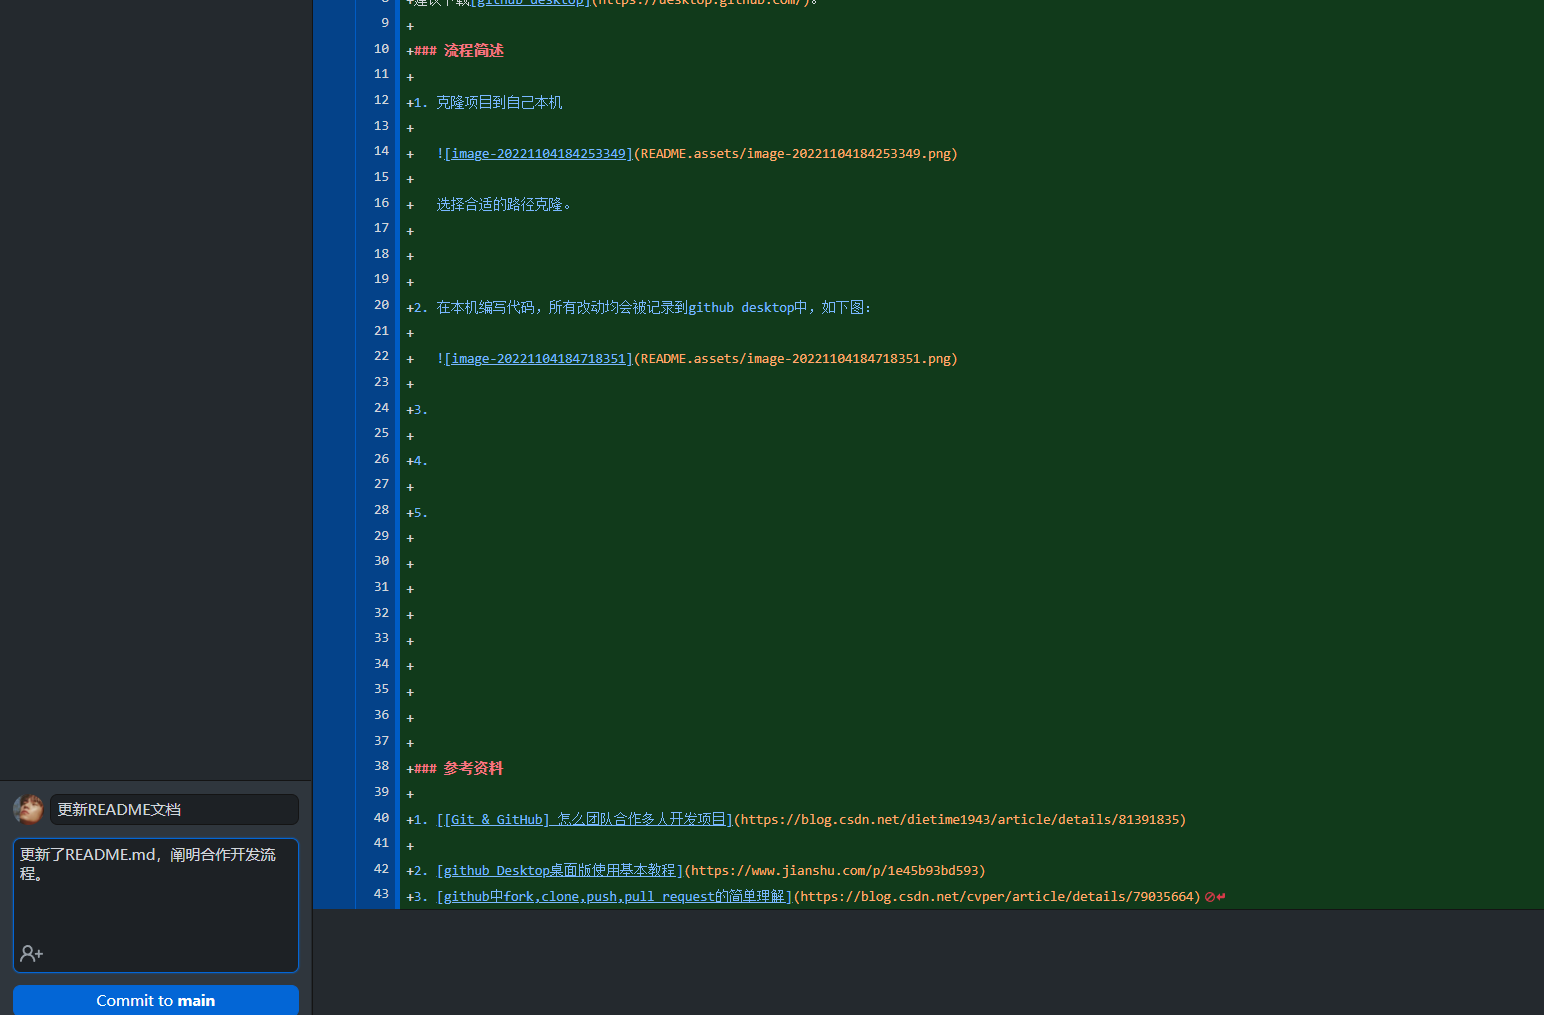 8 +建议下载[github desktop](https://desktop.github.com/)。
9 +
10 +### 流程简述
11 +
12 +1. 克隆项目到自己本机
13 +
14 + ![image-20221104184253349](README.assets/image-20221104184253349.png)
15 +
16 + 选择合适的路径克隆。
17 +
18 +
19 +
20 +2. 在本机编写代码，所有改动均会被记录到github desktop中，如下图：
21 +
22 + ![image-20221104184718351](README.assets/image-20221104184718351.png)
23 +
24 +3.
25 +
26 +4.
27 +
28 +5.
29 +
30 +
31 +
32 +
33 +
34 +
35 +
36 +
37 +
38 +### 参考资料
39 +
40 +1. [[Git & GitHub] 怎么团队合作多人开发项目](https://blog.csdn.net/dietime1943/article/details/81391835)
41 +
42 +2. [github Desktop桌面版使用基本教程](https://www.jianshu.com/p/1e45b93bd593)
43 +3. [github中fork,clone,push,pull request的简单理解](https://blog.csdn.net/cvper/article/details/79035664)
更新README文档
更新了README.md，阐明合作开发流
程。
Commit to main